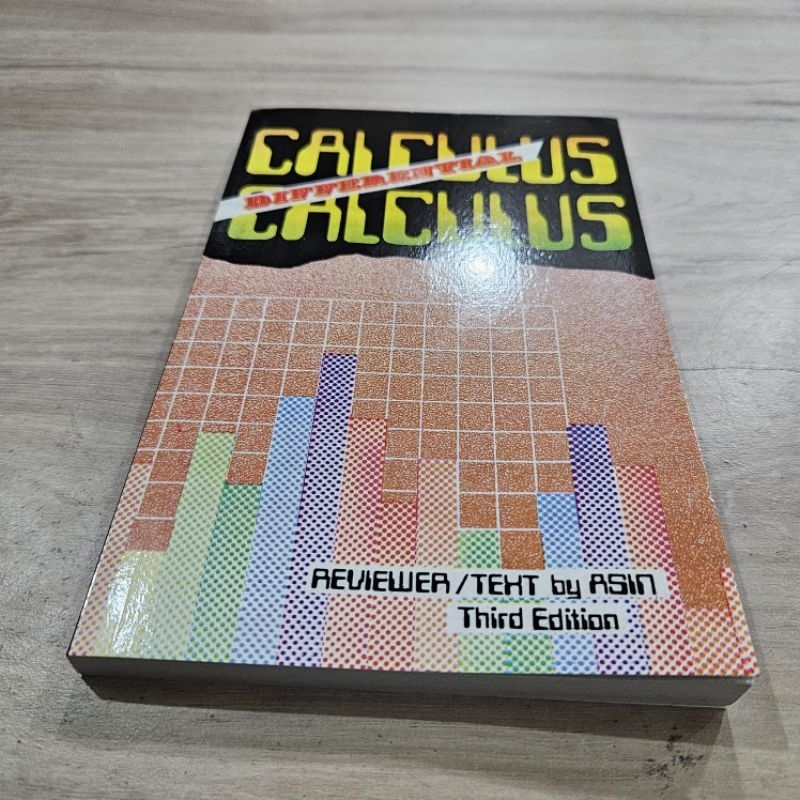 CALCULUS
DIFFERENTIAL
CALCULUS
REVIEWER/TEXT by ASIN
Third Edition